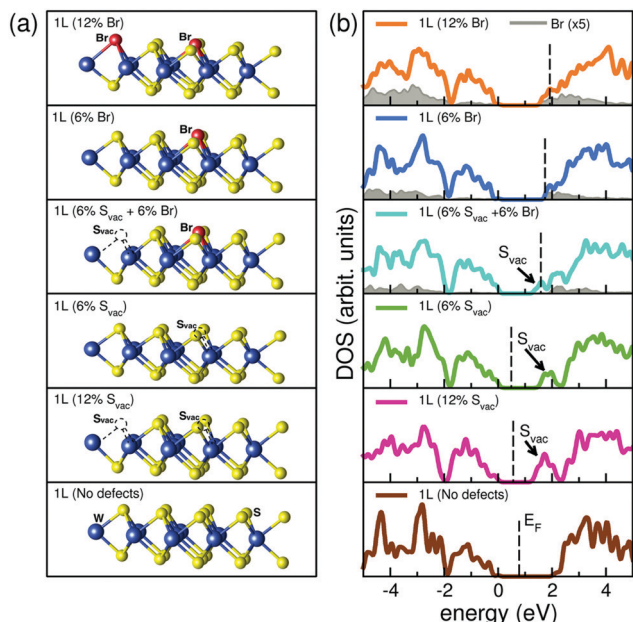 (a)
1L (12% Br)
Br
Br
1L (6% Br)
Br
1L (6% Svac + 6% Br)
Svac
Br
1L (6% Svac)
Svac
1L (12% Svac)
Svac
Svac
1L (No defects)
W
S
(b)
1L (12% Br)
Br (x5)
1L (6% Br)
1L (6% Svac +6% Br)
Svac
1L (6% Svac)
Svac
1L (12% Svac)
Svac
1L (No defects)
EF
DOS (arbit. units)
-4 -2 0 2 4
energy (eV)